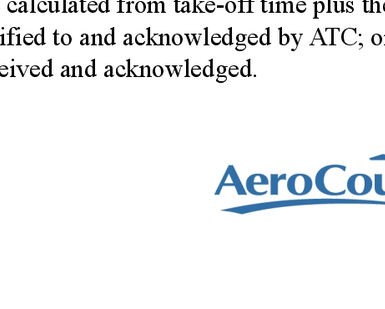 calculated from take-off time plus the
ified to and acknowledged by ATC; or
eived and acknowledged.
AeroCou